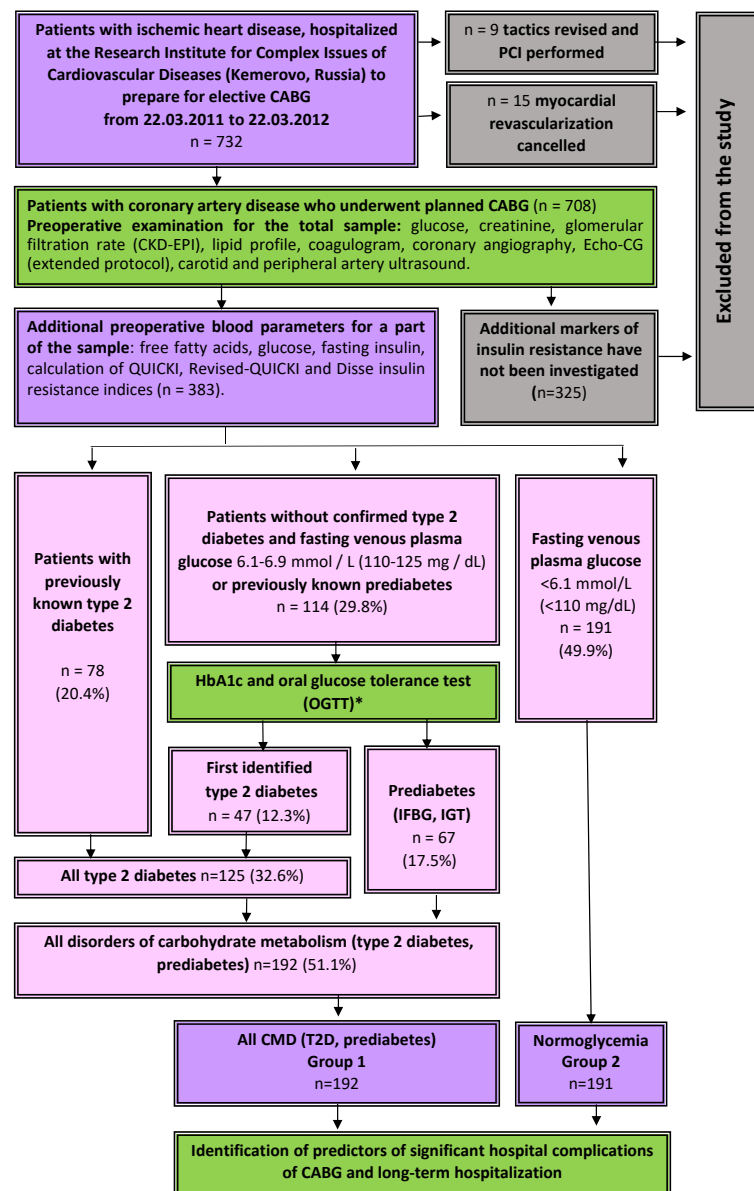 Patients with ischemic heart disease, hospitalized
at the Research Institute for Complex Issues of
Cardiovascular Diseases (Kemerovo, Russia) to
prepare for elective CABG
from 22.03.2011 to 22.03.2012
n = 732
n = 9 tactics revised and
PCI performed
n = 15 myocardial
revascularization
cancelled
Excluded from the study
Patients with coronary artery disease who underwent planned CABG (n = 708)
Preoperative examination for the total sample: glucose, creatinine, glomerular
filtration rate (CKD-EPI), lipid profile, coagulogram, coronary angiography, Echo-CG
(extended protocol), carotid and peripheral artery ultrasound.
Additional preoperative blood parameters for a part
of the sample: free fatty acids, glucose, fasting insulin,
calculation of QUICKI, Revised-QUICKI and Disse insulin
resistance indices (n = 383).
Additional markers of
insulin resistance have
not been investigated
(n=325)
Patients with
previously
known type 2
diabetes
n = 78
(20.4%)
Patients without confirmed type 2
diabetes and fasting venous plasma
glucose 6.1-6.9 mmol / L (110-125 mg / dL)
or previously known prediabetes
n = 114 (29.8%)
Fasting venous
plasma glucose
<6.1 mmol/L
(<110 mg/dL)
n = 191
(49.9%)
HbA1c and oral glucose tolerance test
(OGTT)*
First identified
type 2 diabetes
n = 47 (12.3%)
Prediabetes
(IFBG, IGT)
n = 67
(17.5%)
All type 2 diabetes n=125 (32.6%)
All disorders of carbohydrate metabolism (type 2 diabetes,
prediabetes) n=192 (51.1%)
All CMD (T2D, prediabetes)
Group 1
n=192
Normoglycemia
Group 2
n=191
Identification of predictors of significant hospital complications
of CABG and long-term hospitalization